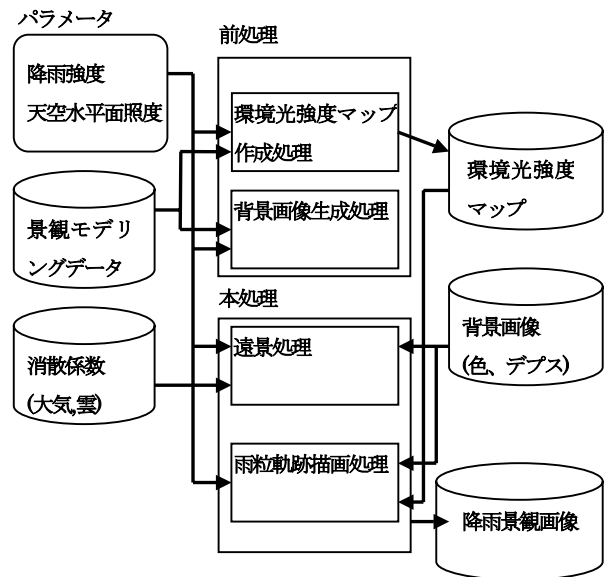 パラメータ
降雨強度
天空水平面照度
景観モデリ
ングデータ
消散係数
(大気,雲)
前処理
環境光強度マップ
作成処理
背景画像生成処理
本処理
遠景処理
雨粒軌跡描画処理
環境光強度
マップ
背景画像
(色、デプス)
降雨景観画像